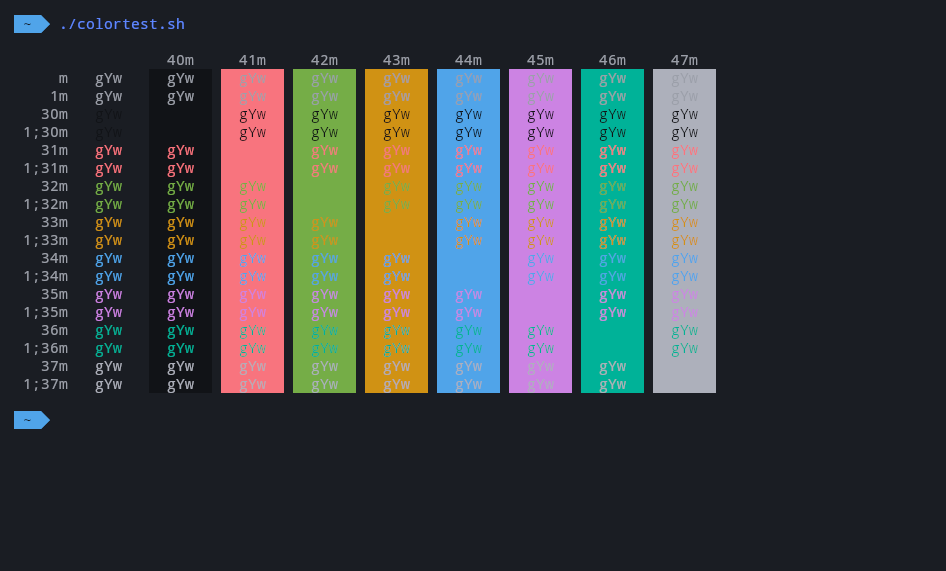 ~ ./colortest.sh
40m 41m 42m 43m 44m 45m 46m 47m
m gYw gYw gYw gYw gYw gYw gYw gYw gYw
1m gYw gYw gYw gYw gYw gYw gYw gYw gYw
30m gYw gYw gYw gYw gYw gYw gYw gYw
1;30m gYw gYw gYw gYw gYw gYw gYw gYw
31m gYw gYw gYw gYw gYw gYw gYw gYw
1;31m gYw gYw gYw gYw gYw gYw gYw gYw
32m gYw gYw gYw gYw gYw gYw gYw gYw
1;32m gYw gYw gYw gYw gYw gYw gYw gYw
33m gYw gYw gYw gYw gYw gYw gYw gYw
1;33m gYw gYw gYw gYw gYw gYw gYw gYw
34m gYw gYw gYw gYw gYw gYw gYw gYw
1;34m gYw gYw gYw gYw gYw gYw gYw gYw
35m gYw gYw gYw gYw gYw gYw gYw gYw
1;35m gYw gYw gYw gYw gYw gYw gYw gYw
36m gYw gYw gYw gYw gYw gYw gYw gYw
1;36m gYw gYw gYw gYw gYw gYw gYw gYw
37m gYw gYw gYw gYw gYw gYw gYw gYw
1;37m gYw gYw gYw gYw gYw gYw gYw gYw
~